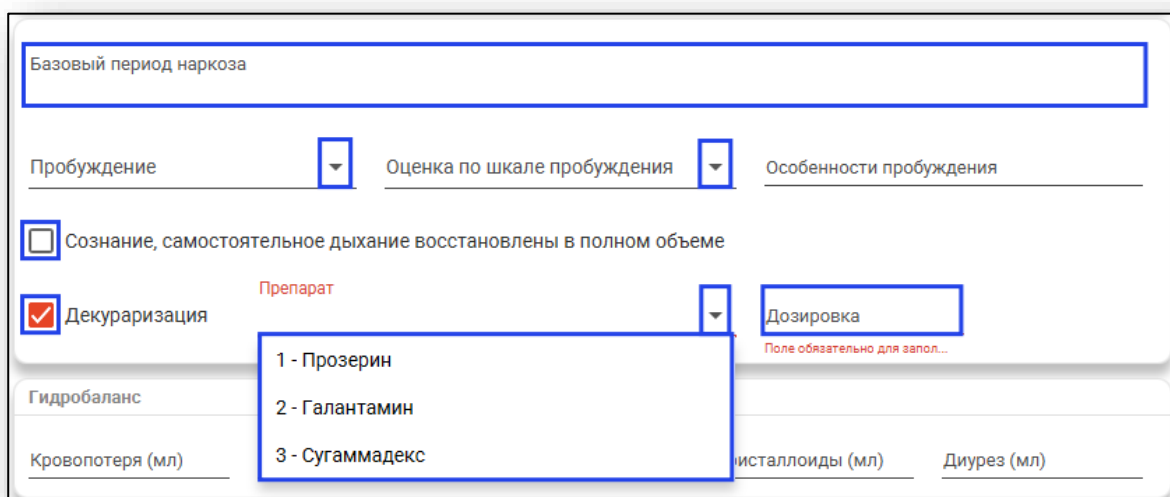 Базовый период наркоза
Пробуждение Оценка по шкале пробуждения Особенности пробуждения
Сознание, самостоятельное дыхание восстановлены в полном объеме
Препарат
Декураризация Дозировка
Поле обязательно для запол...
1 - Прозерин
Гидробаланс
2 - Галантамин
3 - Сугаммадекс
Кровопотеря (мл) исталлоиды (мл) Диурез (мл)